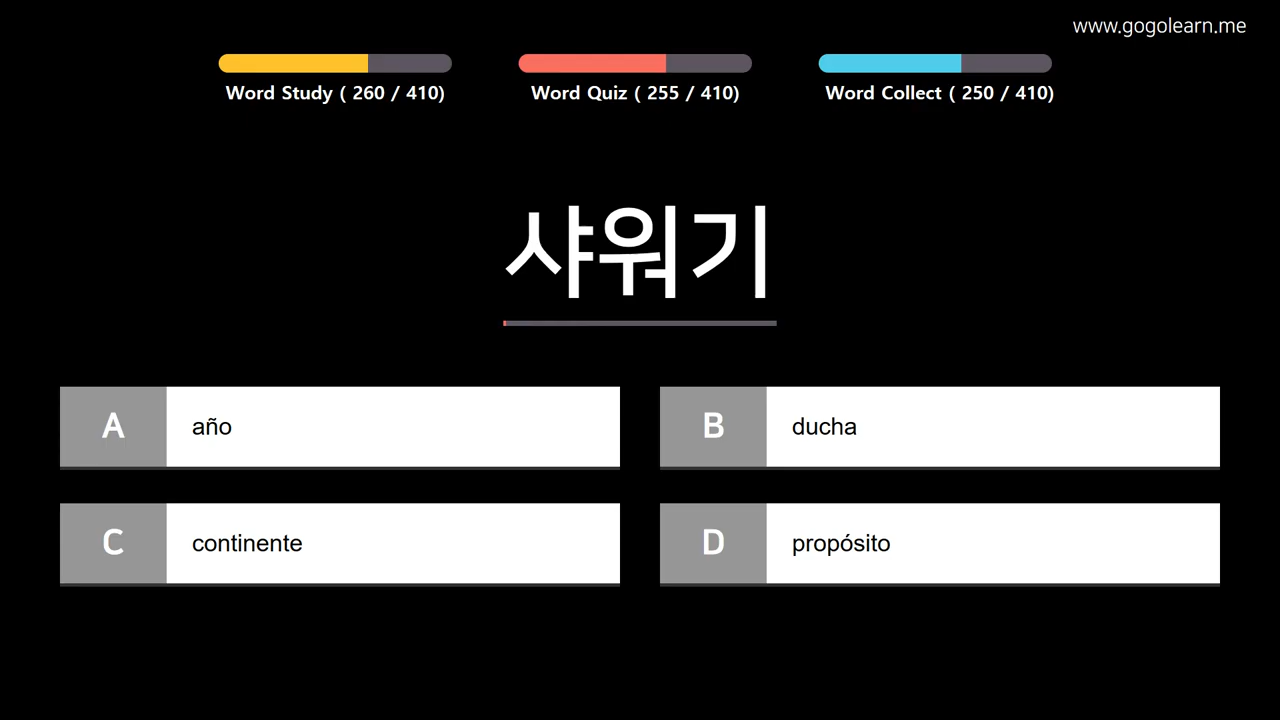 www.gogolearn.me
Word Study ( 260 / 410)
Word Quiz ( 255 / 410)
Word Collect ( 250 / 410)
샤워기
A año
B ducha
C continente
D propósito